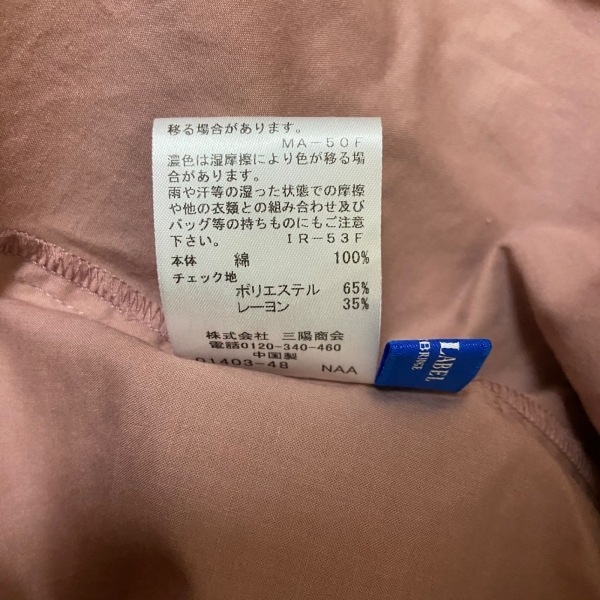 移る場合があります。
MA-50F
濃色は湿摩擦により色が移る場
合があります。
雨や汗等の湿った状態での摩擦
や他の衣類との組み合わせ及び
バッグ等の持ちものにもご注意
下さい。 IR-53F
本体 綿 100%
チェック地
ポリエステル 65%
レーヨン 35%
株式会社 三陽商会
電話0120-340-460
中国製
01403-48 NAA
LABEL